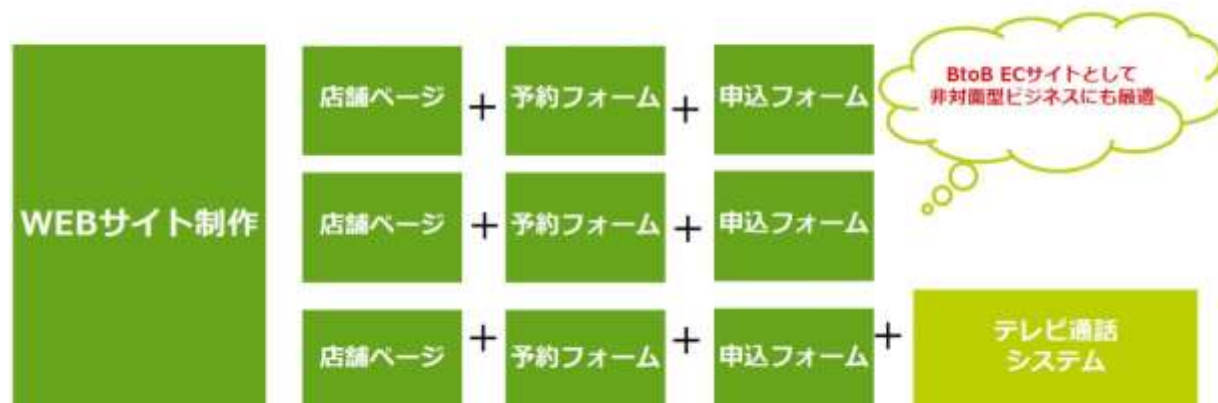 BtoB ECサイトとして
非対面型ビジネスにも最適
店舗ページ + 予約フォーム + 申込フォーム
WEBサイト制作
店舗ページ + 予約フォーム + 申込フォーム
店舗ページ + 予約フォーム + 申込フォーム + テレビ通話
システム